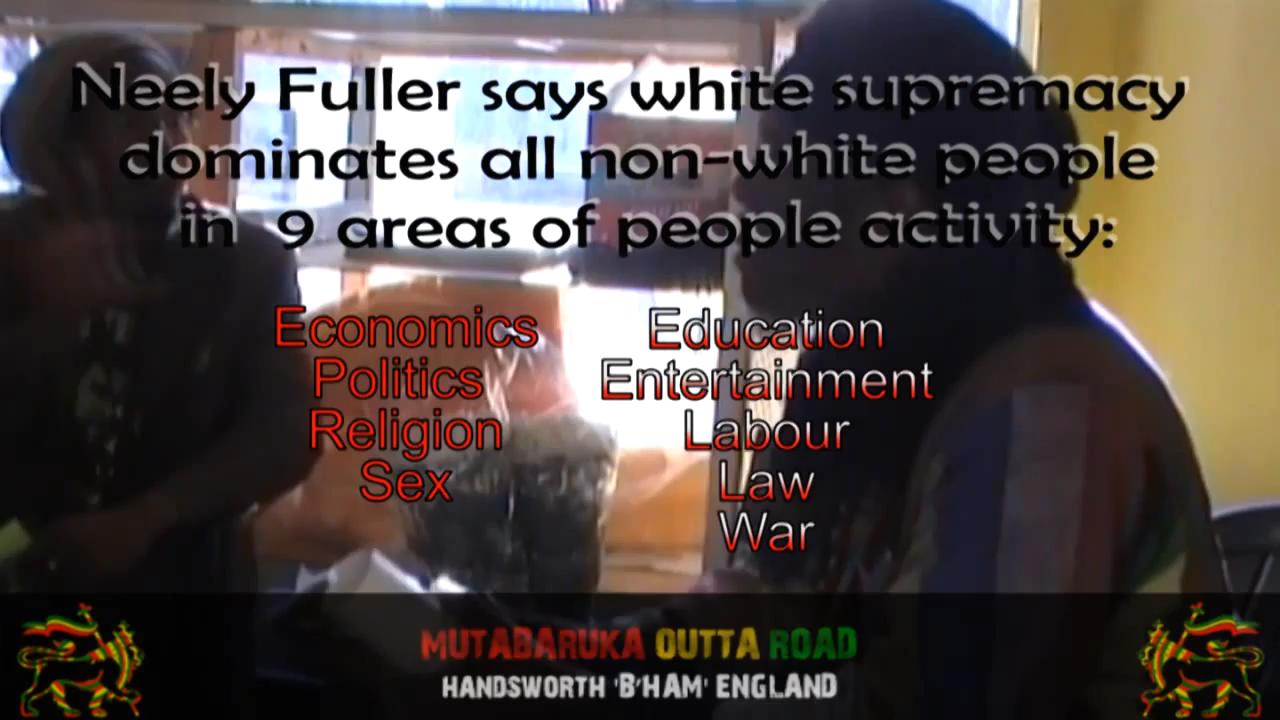 Neely Fuller says white supremacy
dominates all non-white people
in 9 areas of people activity:
Economics
Politics
Religion
Sex
Education
Entertainment
Labour
Law
War
MUTABARUKA OUTTA ROAD
HANDSWORTH 'B'HAM' ENGLAND